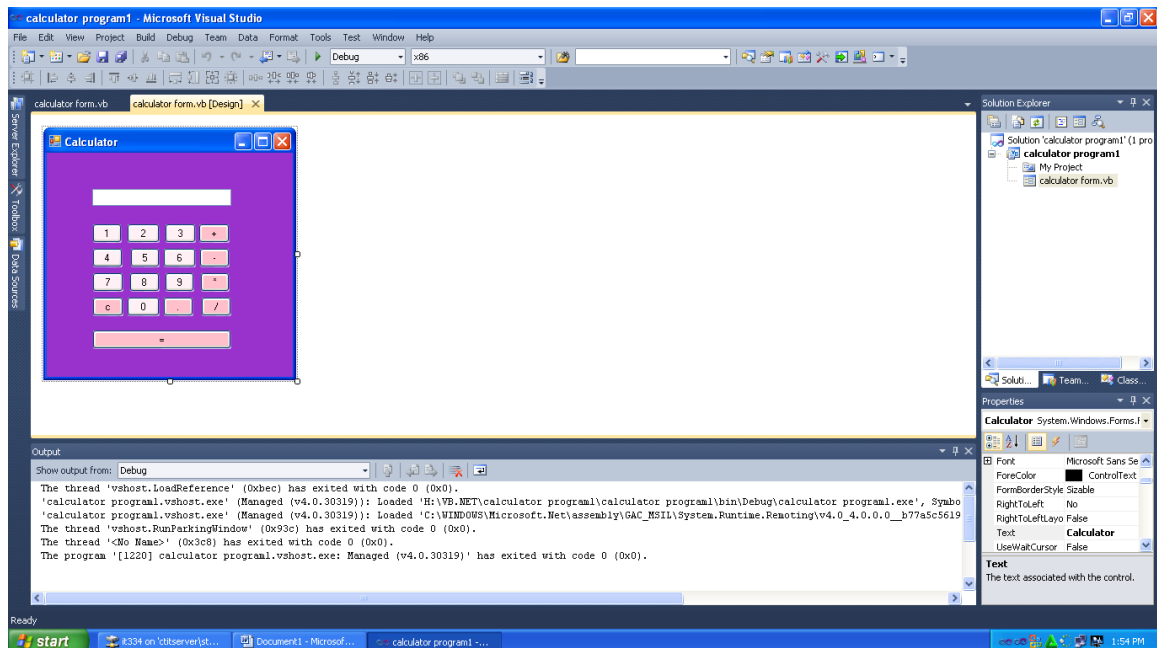 calculator program1 - Microsoft Visual Studio
File Edit View Project Build Debug Team Data Format Tools Test Window Help
Debug x86
calculator form.vb calculator form.vb [Design]
Server Explorer
Toolbox
Data Sources
Calculator
1 2 3 +
4 5 6 -
7 8 9 *
c 0 . /
=
Solution Explorer
Solution 'calculator program1' (1 pro
calculator program1
My Project
calculator form.vb
Soluti... Team... Class...
Properties
Calculator System.Windows.Forms.F
Font Microsoft Sans Se
ForeColor ControlText
FormBorderStyle Sizable
RightToLeft No
RightToLeftLayo False
Text Calculator
UseWaitCursor False
Text
The text associated with the control.
Output
Show output from: Debug
The thread 'vshost.LoadReference' (0xbec) has exited with code 0 (0x0).
'calculator program1.vshost.exe' (Managed (v4.0.30319)): Loaded 'H:\VB.NET\calculator program1\calculator program1\bin\Debug\calculator program1.exe', Symbo
'calculator program1.vshost.exe' (Managed (v4.0.30319)): Loaded 'C:\WINDOWS\Microsoft.Net\assembly\GAC_MSIL\System.Runtime.Remoting\v4.0_4.0.0.0__b77a5c5619
The thread 'vshost.RunParkingWindow' (0x93c) has exited with code 0 (0x0).
The thread '<No Name>' (0x3c8) has exited with code 0 (0x0).
The program '[1220] calculator program1.vshost.exe: Managed (v4.0.30319)' has exited with code 0 (0x0).
Ready
start it334 on 'ctitserver\st... Document1 - Microsof... calculator program1 -... 1:54 PM